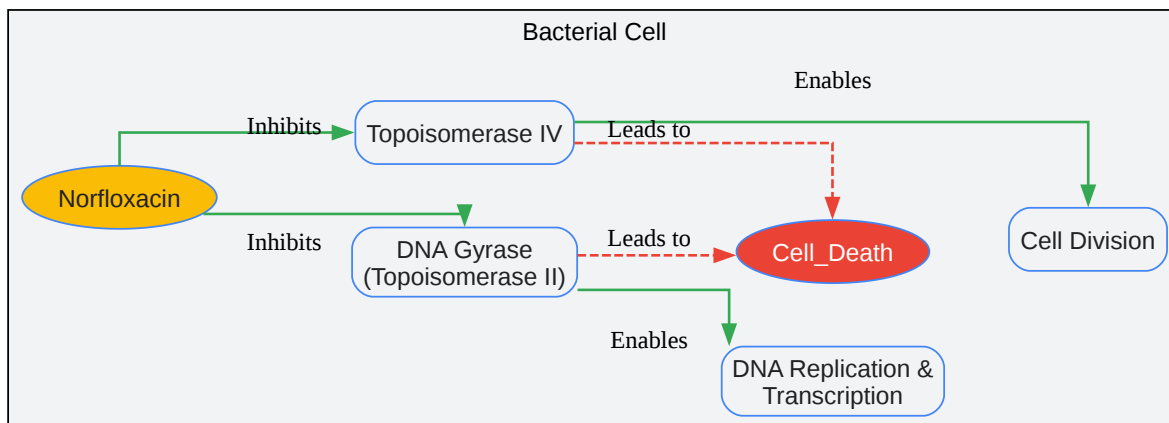 Bacterial Cell
Enables
Inhibits
Topoisomerase IV
Leads to
Norfloxacin
Inhibits
DNA Gyrase
(Topoisomerase II)
Leads to
Cell_Death
Cell Division
Enables
DNA Replication &
Transcription